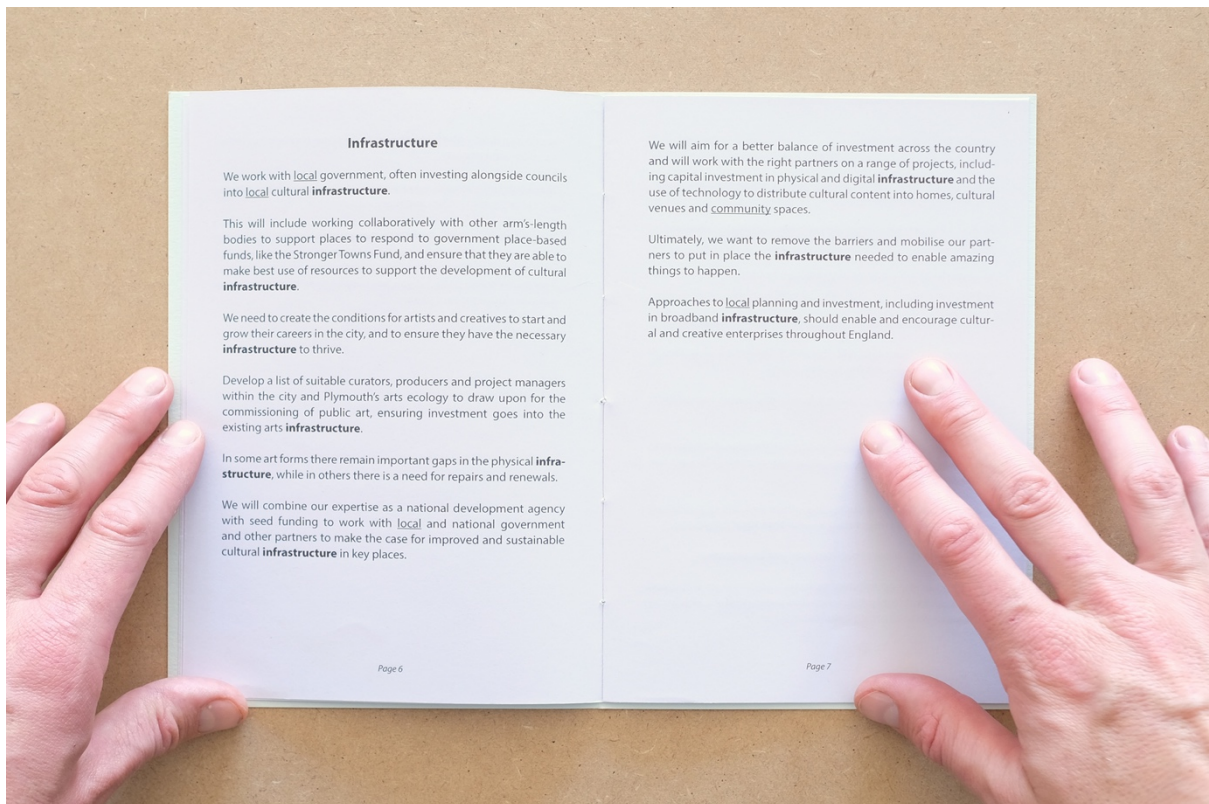 Infrastructure
We work with local government, often investing alongside councils
into local cultural infrastructure.
This will include working collaboratively with other arm's-length
bodies to support places to respond to government place-based
funds, like the Stronger Towns Fund, and ensure that they are able to
make best use of resources to support the development of cultural
infrastructure.
We need to create the conditions for artists and creatives to start and
grow their careers in the city, and to ensure they have the necessary
infrastructure to thrive.
Develop a list of suitable curators, producers and project managers
within the city and Plymouth's arts ecology to draw upon for the
commissioning of public art, ensuring investment goes into the
existing arts infrastructure.
In some art forms there remain important gaps in the physical infra-
structure, while in others there is a need for repairs and renewals.
We will combine our expertise as a national development agency
with seed funding to work with local and national government
and other partners to make the case for improved and sustainable
cultural infrastructure in key places.
Page 6
We will aim for a better balance of investment across the country
and will work with the right partners on a range of projects, includ-
ing capital investment in physical and digital infrastructure and the
use of technology to distribute cultural content into homes, cultural
venues and community spaces.
Ultimately, we want to remove the barriers and mobilise our part-
ners to put in place the infrastructure needed to enable amazing
things to happen.
Approaches to local planning and investment, including investment
in broadband infrastructure, should enable and encourage cultur-
al and creative enterprises throughout England.
Page 7